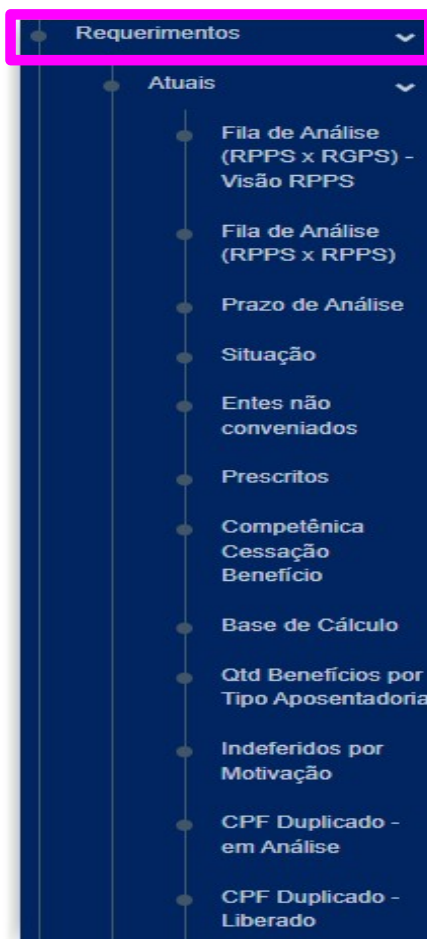 Requerimentos
Atuais
Fila de Análise
(RPPS x RGPS) -
Visão RPPS
Fila de Análise
(RPPS x RPPS)
Prazo de Análise
Situação
Entes não
conveniados
Prescritos
Competênica
Cessação
Benefício
Base de Cálculo
Qtd Benefícios por
Tipo Aposentadoria
Indeferidos por
Motivação
CPF Duplicado -
em Análise
CPF Duplicado -
Liberado